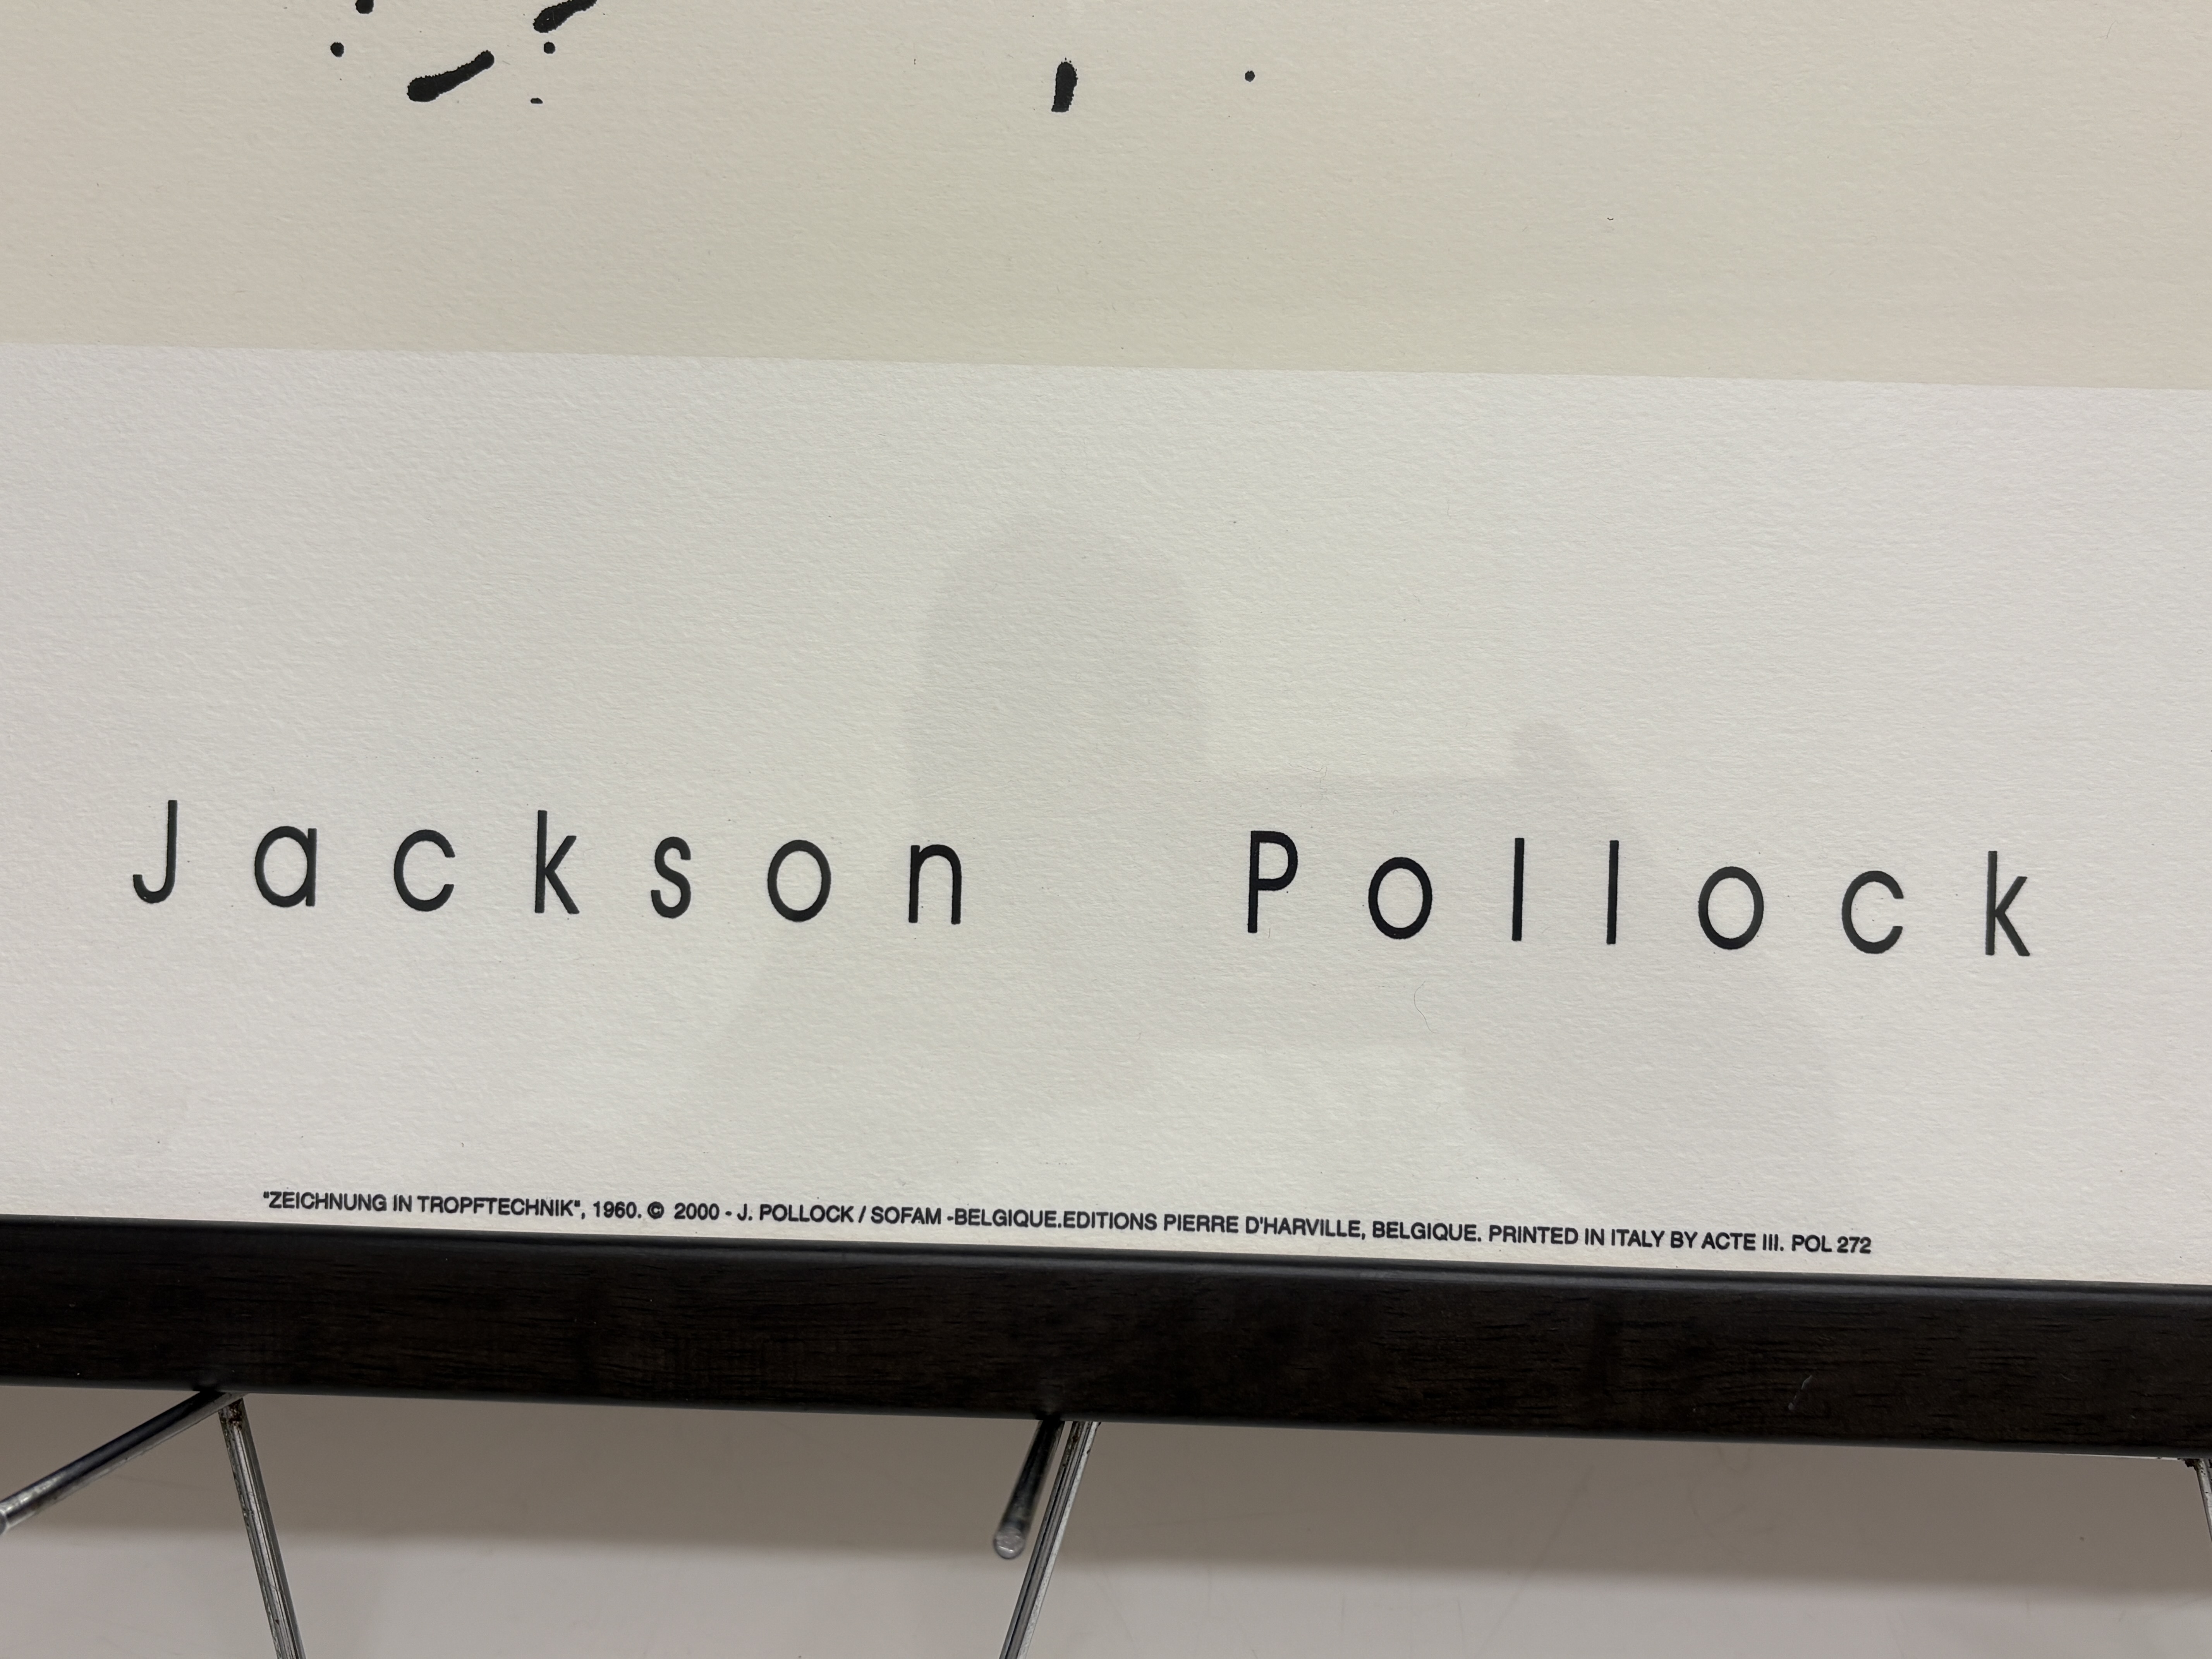 Jackson Pollock
"ZEICHNUNG IN TROPFTECHNIK", 1960. © 2000 - J. POLLOCK / SOFAM -BELGIQUE.EDITIONS PIERRE D'HARVILLE, BELGIQUE. PRINTED IN ITALY BY ACTE III. POL 272